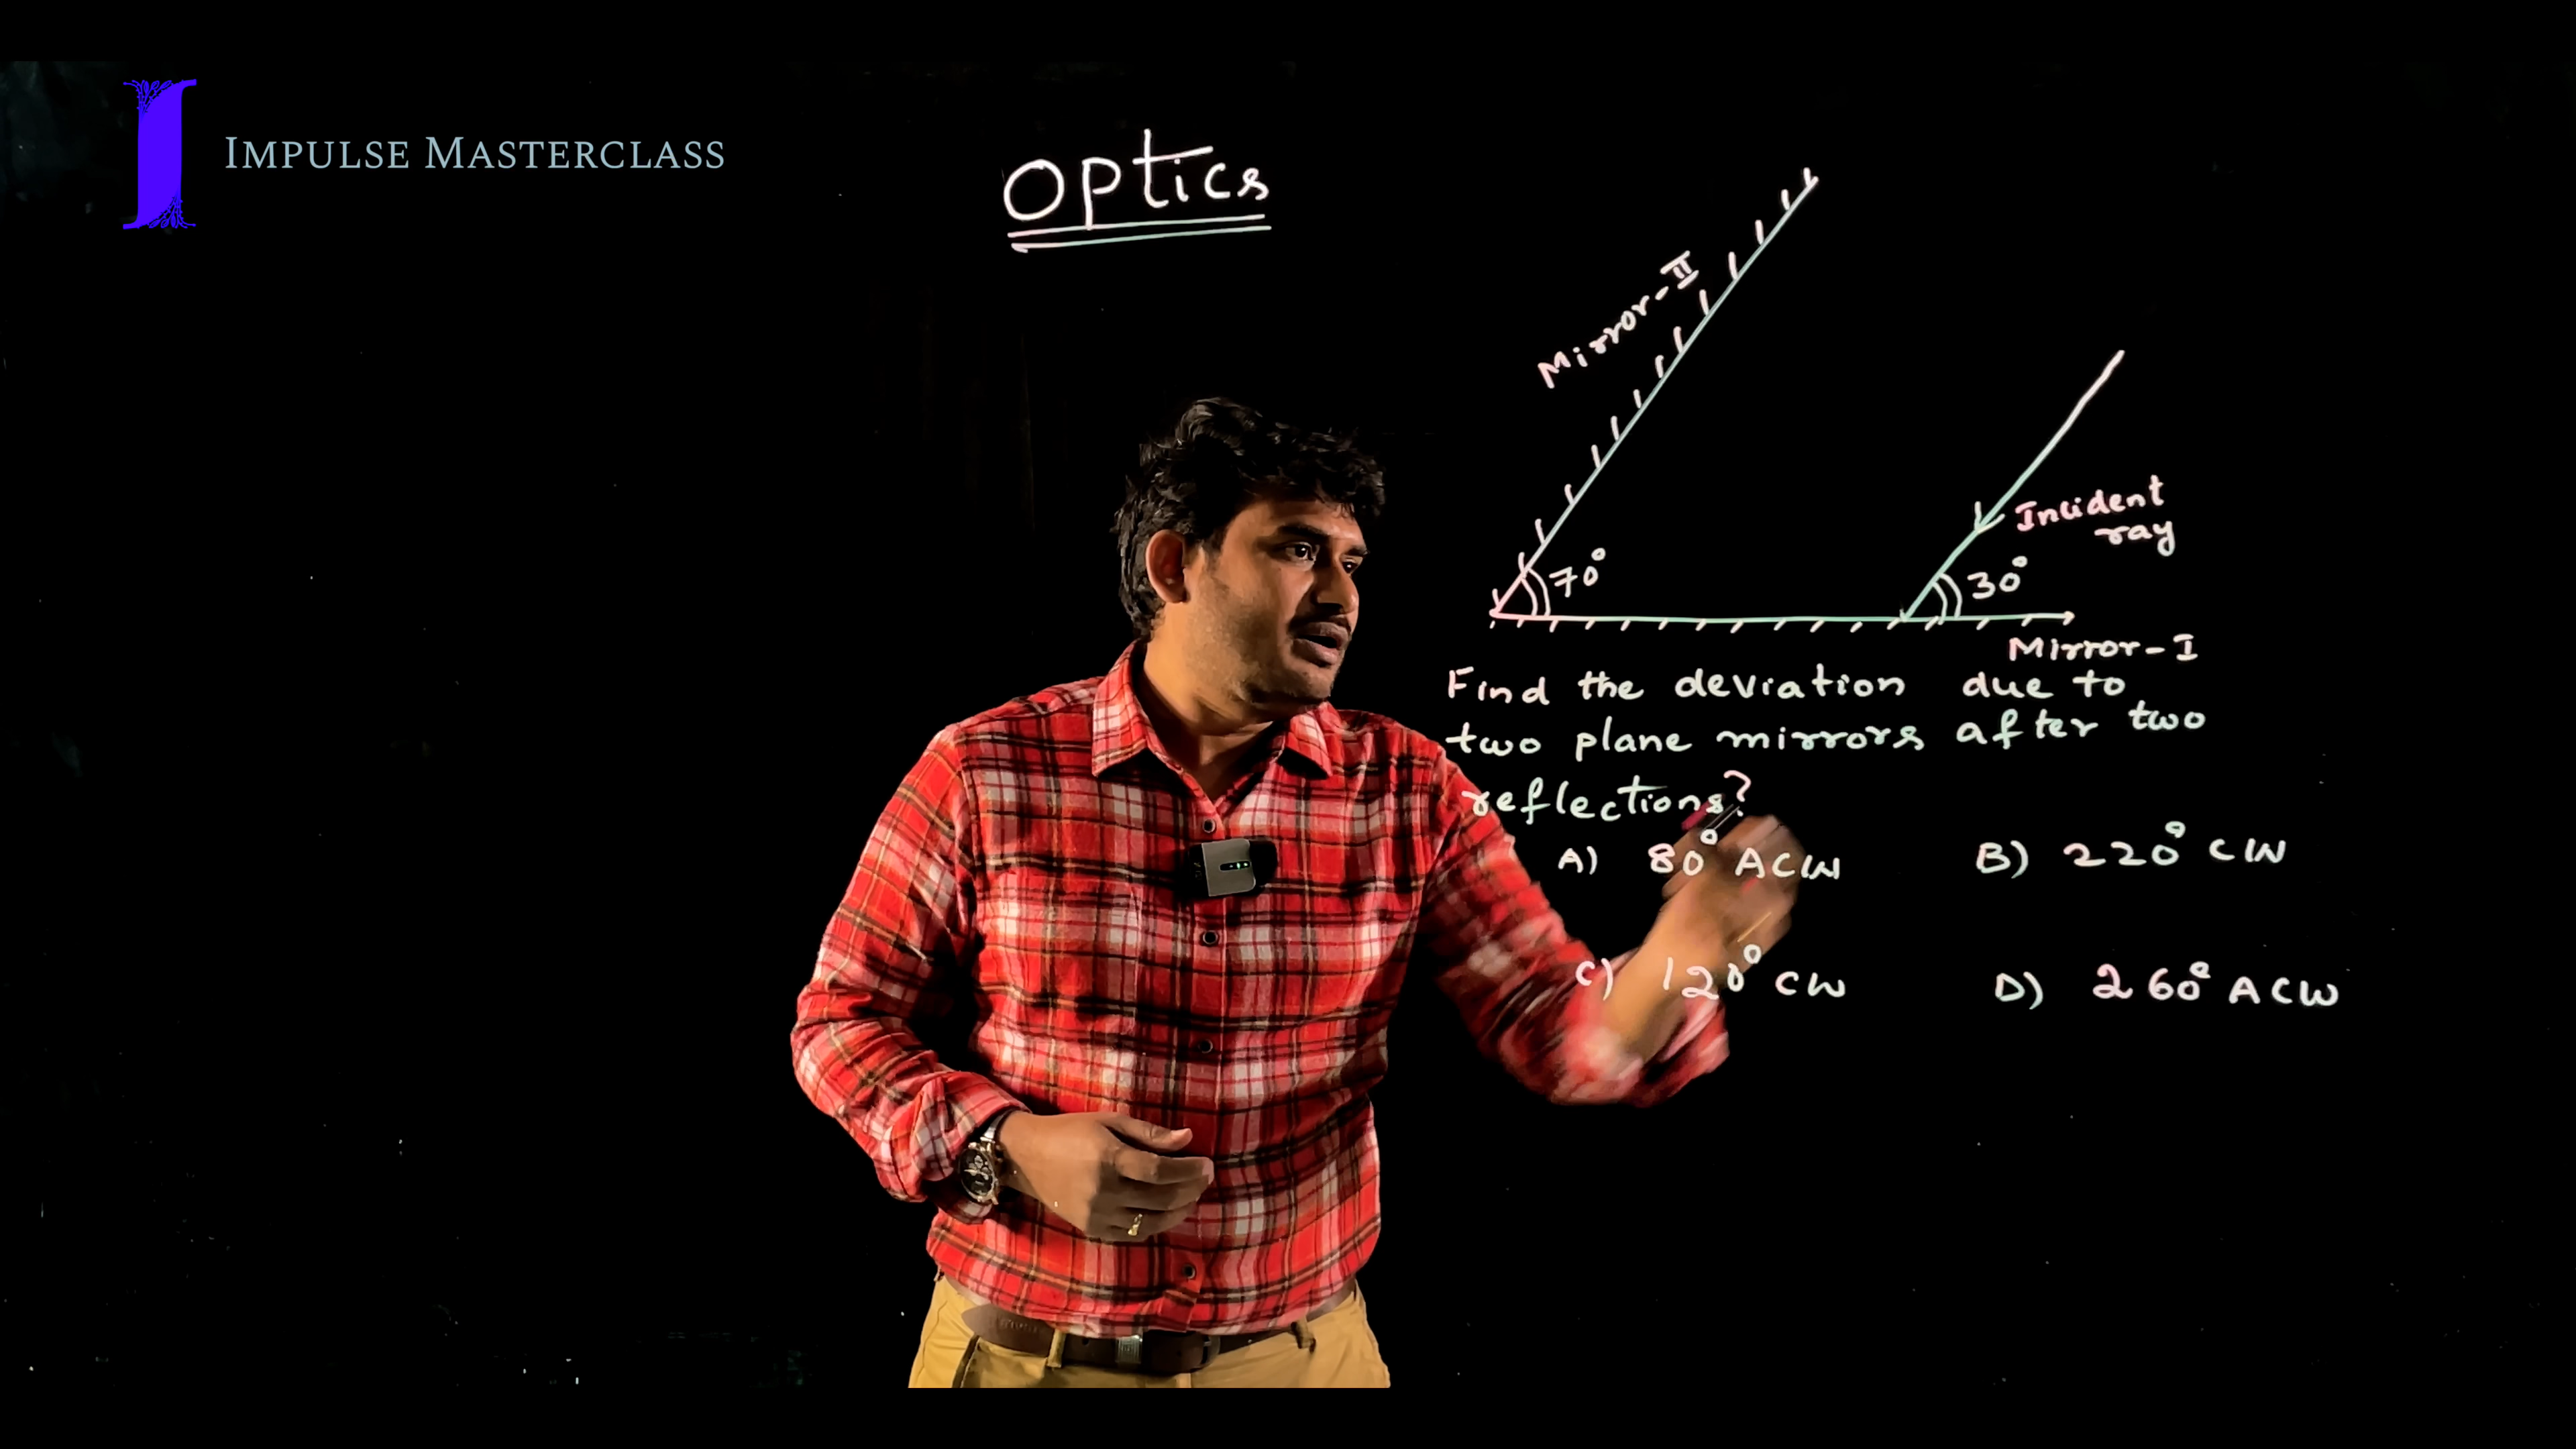 IMPULSE MASTERCLASS
Optics
Mirror-II
70°
30°
Incident
ray
Mirror-I
Find the deviation due to
two plane mirrors after two
reflections?
A) 80° ACW
B) 220° CW
C) 120° CW
D) 260° ACW